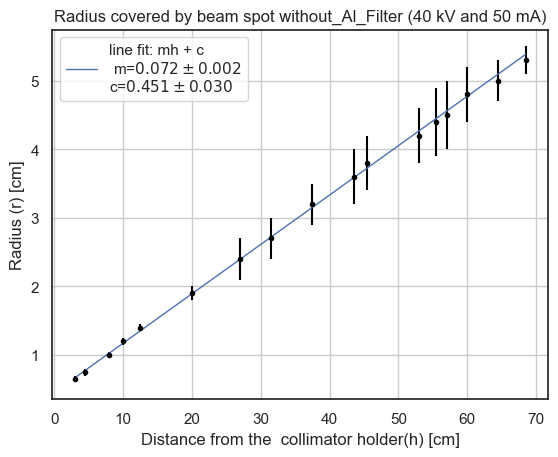 Radius covered by beam spot without_Al_Filter (40 kV and 50 mA)
line fit: mh + c
m=0.072 ± 0.002
c=0.451 ± 0.030
Radius (r) [cm]
5
4
3
2
1
0 10 20 30 40 50 60 70
Distance from the  collimator holder(h) [cm]